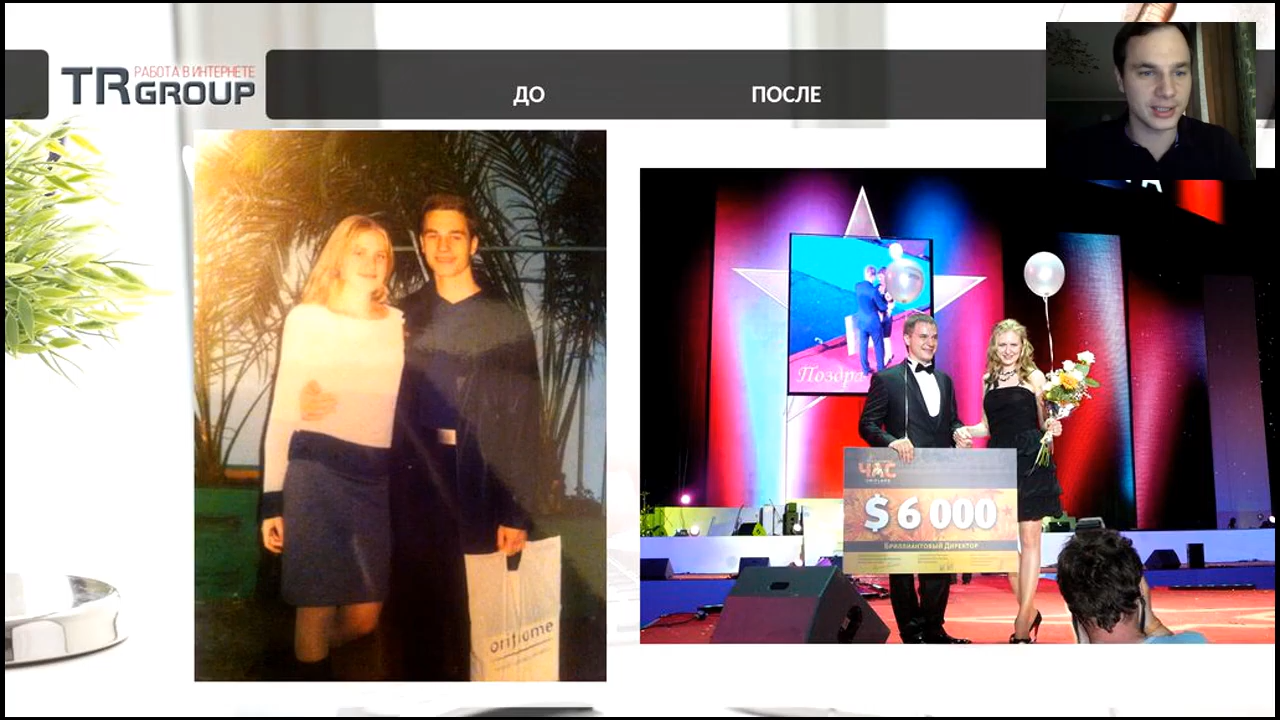 РАБОТА В ИНТЕРНЕТЕ
TR GROUP
ДО
ПОСЛЕ
oriflame
Поздра
ЧАС
$ 6 000
Бриллиантовый Директор